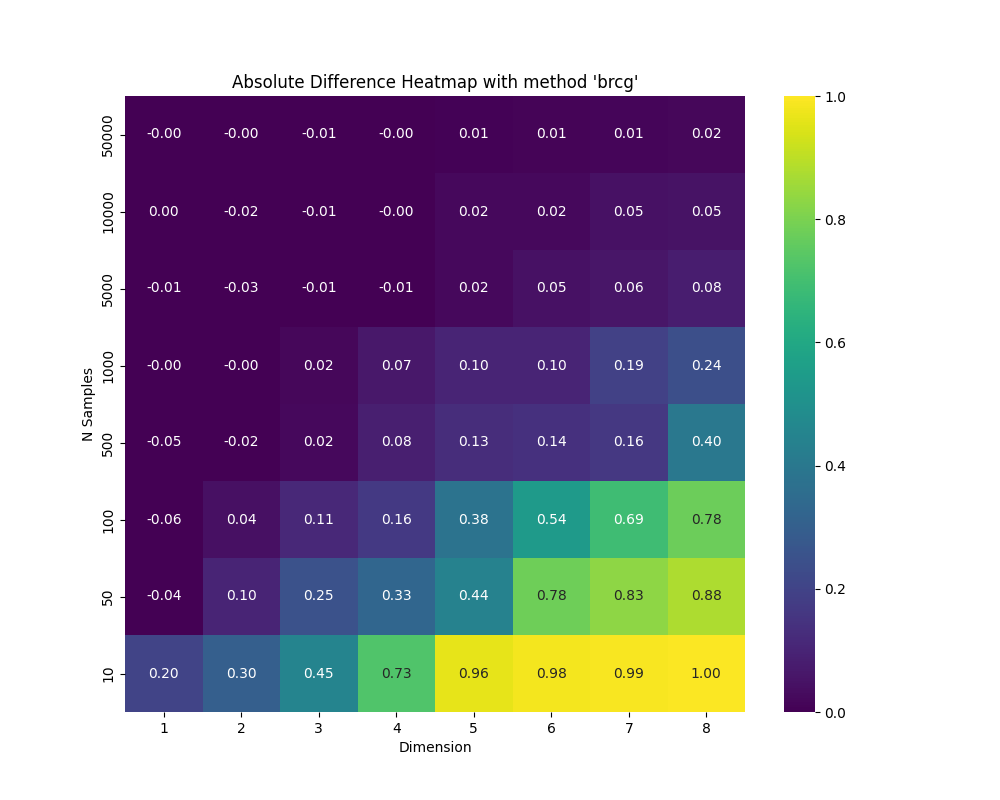 Absolute Difference Heatmap with method 'brcg'
N Samples
50000 -0.00 -0.00 -0.01 -0.00 0.01 0.01 0.01 0.02
10000 0.00 -0.02 -0.01 -0.00 0.02 0.02 0.05 0.05
5000 -0.01 -0.03 -0.01 -0.01 0.02 0.05 0.06 0.08
1000 -0.00 -0.00 0.02 0.07 0.10 0.10 0.19 0.24
500 -0.05 -0.02 0.02 0.08 0.13 0.14 0.16 0.40
100 -0.06 0.04 0.11 0.16 0.38 0.54 0.69 0.78
50 -0.04 0.10 0.25 0.33 0.44 0.78 0.83 0.88
10 0.20 0.30 0.45 0.73 0.96 0.98 0.99 1.00
1 2 3 4 5 6 7 8
Dimension
1.0
0.8
0.6
0.4
0.2
0.0